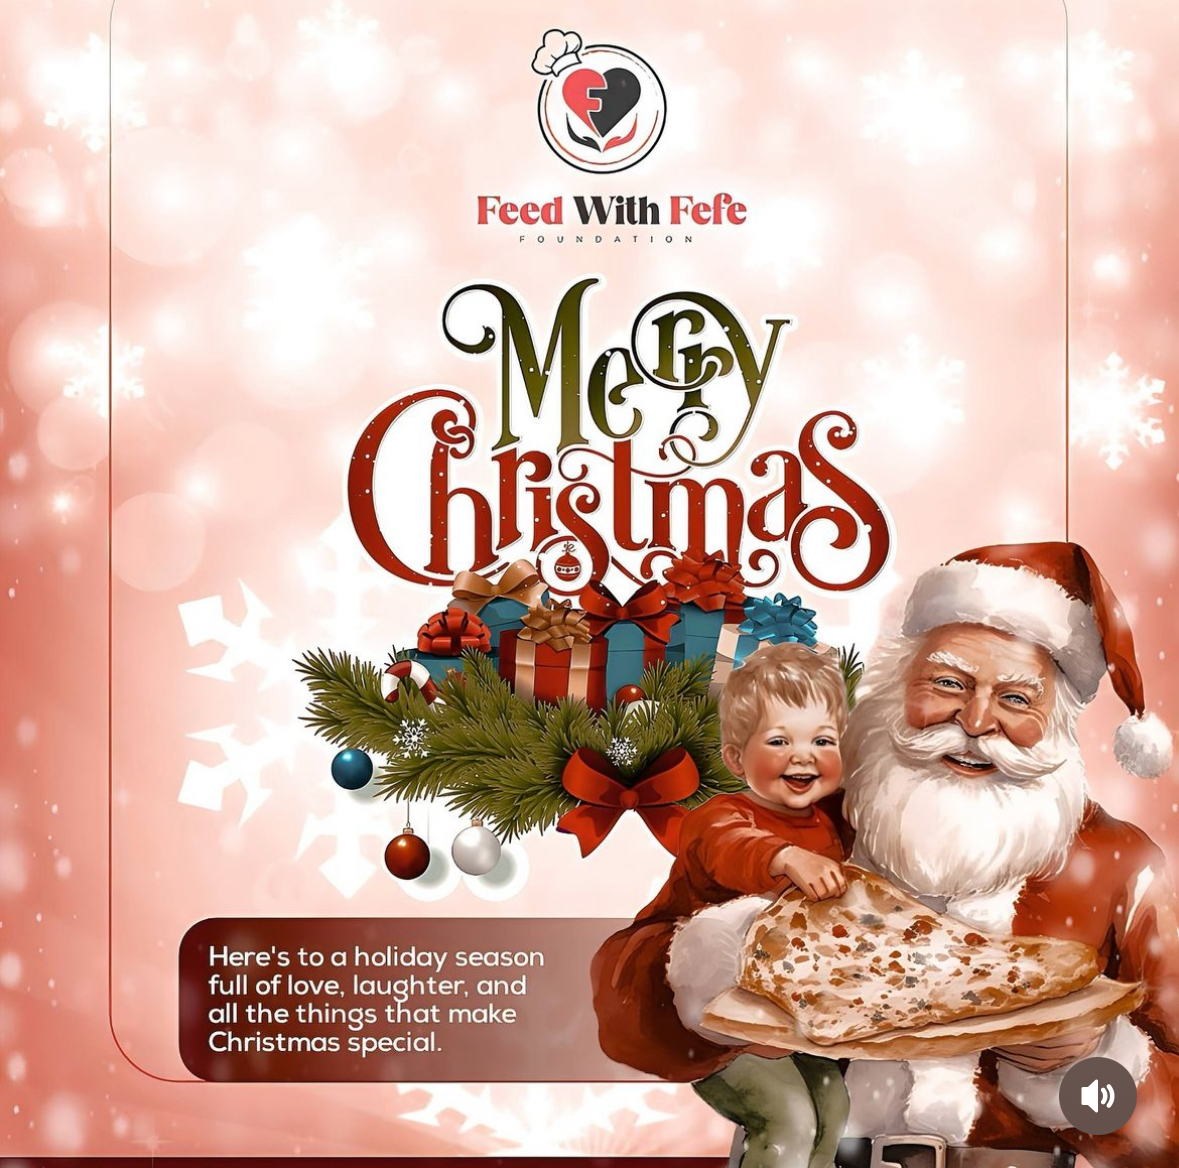 Feed With Fefe
FOUNDATION
Merry
Christmas
Here's to a holiday season
full of love, laughter, and
all the things that make
Christmas special.